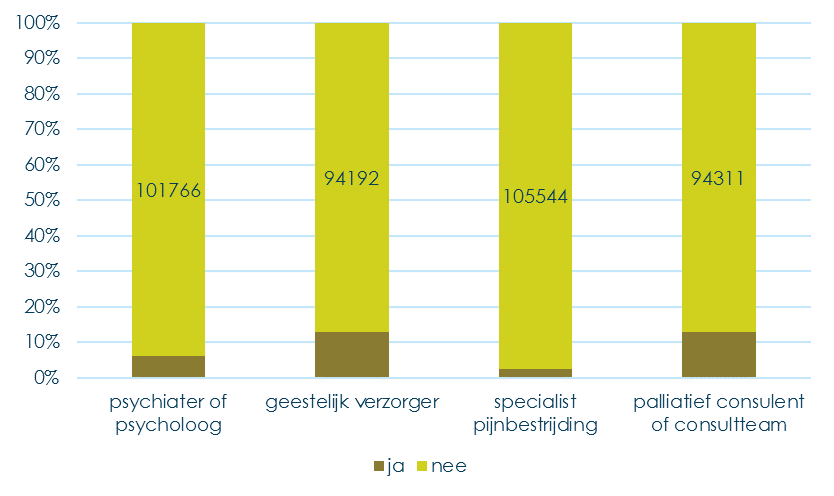 100%
90%
80%
70%
60%
50%
40%
30%
20%
10%
0%
101766
94192
105544
94311
psychiater of
psycholoog
geestelijk verzorger
specialist
pijnbestrijding
palliatief consulent
of consultteam
ja nee